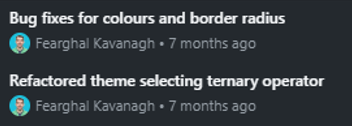 Bug fixes for colours and border radius
Fearghal Kavanagh • 7 months ago
Refactored theme selecting ternary operator
Fearghal Kavanagh • 7 months ago